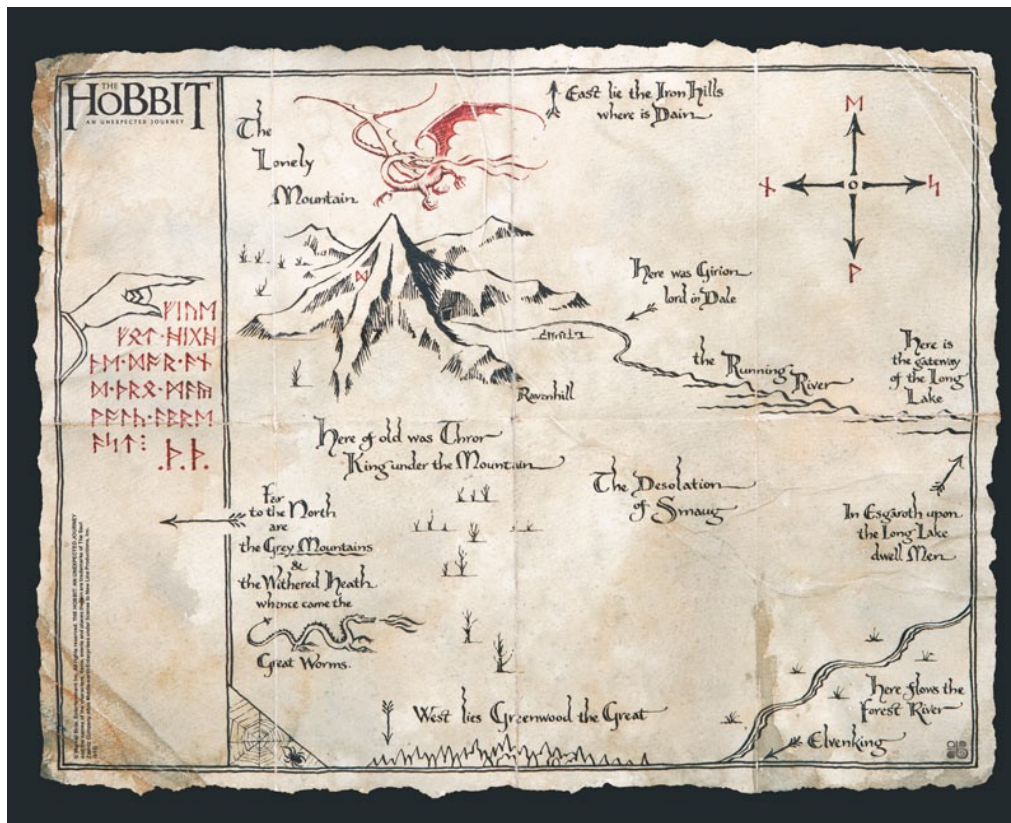 THE
HOBBIT
AN UNEXPECTED JOURNEY
The
Lonely
Mountain
East lie the Iron Hills
where is Dain
ᛖ
ᚾ
ᛋ
ᚹ
Here was Girion
lord in Dale
ᚠᛁᚢᛖ
ᚻᛁᚷᚻ
the Running
River
Here is
the gateway
of the Long
Lake
Ravenhill
Here of old was Thror
King under the Mountain
The Desolation
of Smaug
.ᚦ.ᚦ.
Far
to the North
are
the Grey Mountains
&
the Withered Heath
whence came the
Great Worms.
In Esgaroth upon
the Long Lake
dwell Men
Here flows the
Forest River
West lies Greenwood the Great
Elvenking